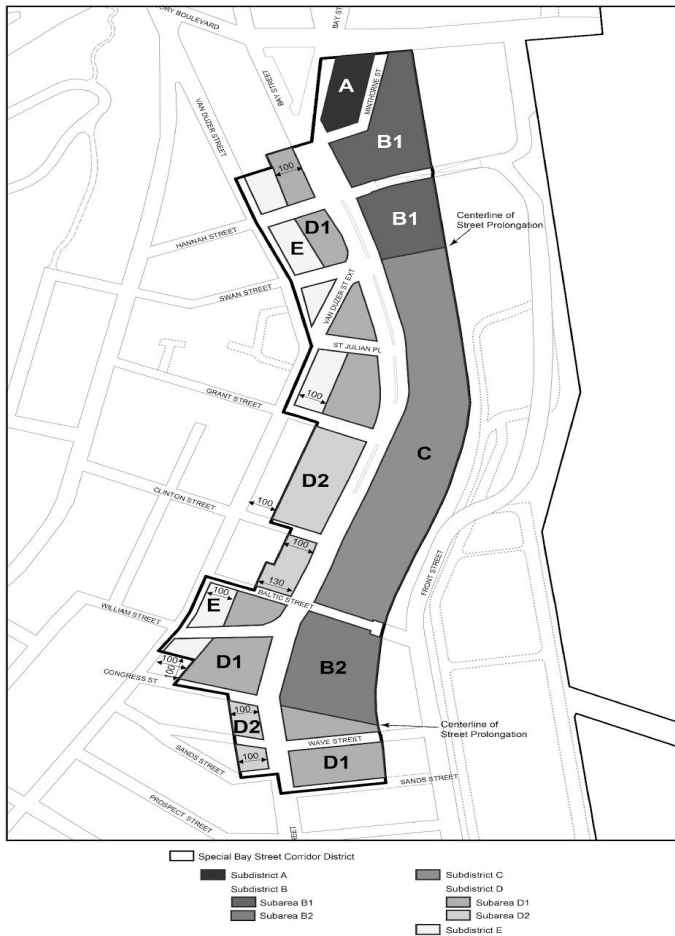 ORY BOULEVARD
BAY ST
BAY STREET
VAN DUZER STREET
MINTHORNE ST
A
B1
100
B1
Centerline of
Street Prolongation
D1
E
HANNAH STREET
SWAN STREET
VAN DUZER ST EXT
ST JULIAN PL
100
GRANT STREET
C
D2
CLINTON STREET
100
100
130
BALTIC STREET
FRONT STREET
100
E
WILLIAM STREET
100
100
D1
B2
CONGRESS ST
100
D2
Centerline of
Street Prolongation
WAVE STREET
SANDS STREET
100
D1
SANDS STREET
PROSPECT STREET
REET
Special Bay Street Corridor District
Subdistrict A
Subdistrict B
Subarea B1
Subarea B2
Subdistrict C
Subdistrict D
Subarea D1
Subarea D2
Subdistrict E